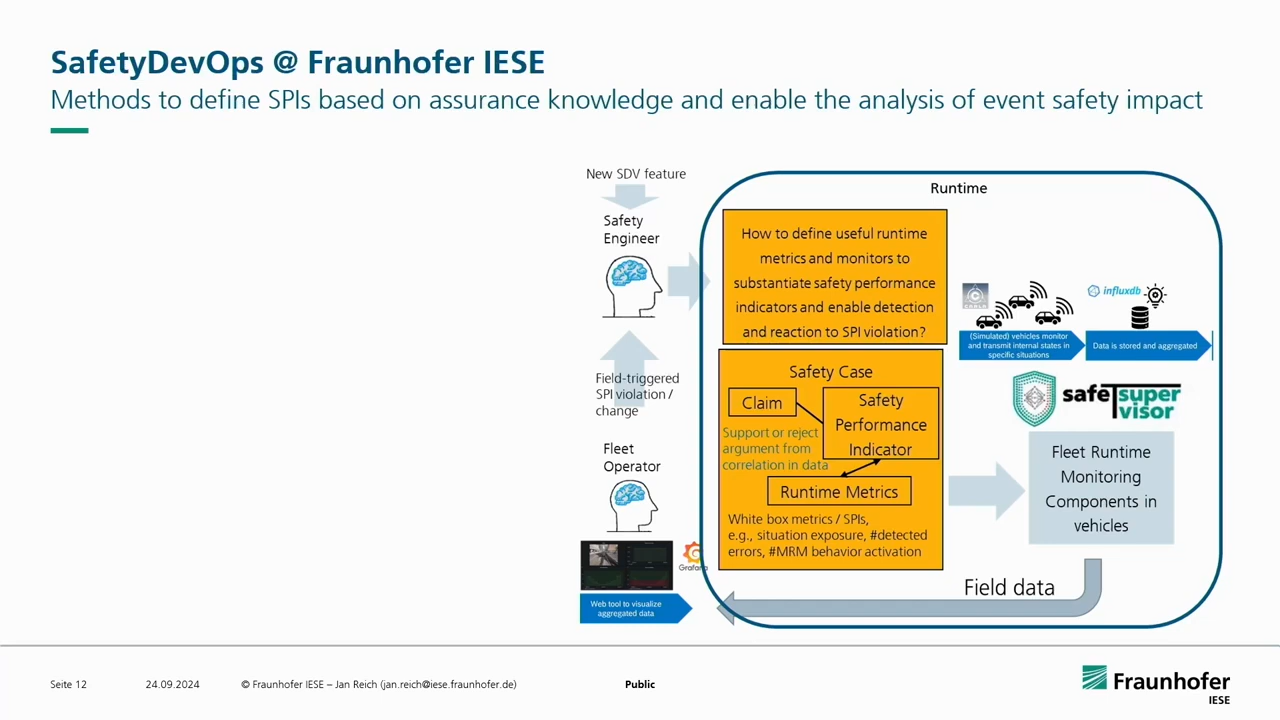 SafetyDevOps @ Fraunhofer IESE
Methods to define SPIs based on assurance knowledge and enable the analysis of event safety impact
New SDV feature
Safety
Engineer
Field-triggered
SPI violation /
change
Fleet
Operator
Grafana
Web tool to visualize
aggregated data
Runtime
How to define useful runtime
metrics and monitors to
substantiate safety performance
indicators and enable detection
and reaction to SPI violation?
Safety Case
Claim
Safety
Performance
Indicator
Support or reject
argument from
correlation in data
Runtime Metrics
White box metrics / SPIs,
e.g., situation exposure, #detected
errors, #MRM behavior activation
influxdb
(Simulated) vehicles monitor
and transmit internal states in
specific situations
Data is stored and aggregated
safeTsupervisor
Fleet Runtime
Monitoring
Components in
vehicles
Field data
Seite 12
24.09.2024
© Fraunhofer IESE – Jan Reich (jan.reich@iese.fraunhofer.de)
Public
Fraunhofer
IESE